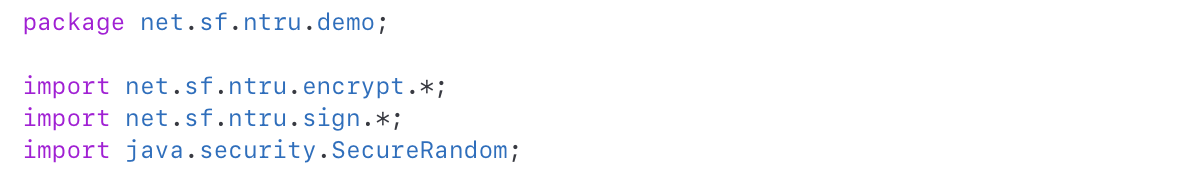 package net.sf.ntru.demo;
import net.sf.ntru.encrypt.*;
import net.sf.ntru.sign.*;
import java.security.SecureRandom;